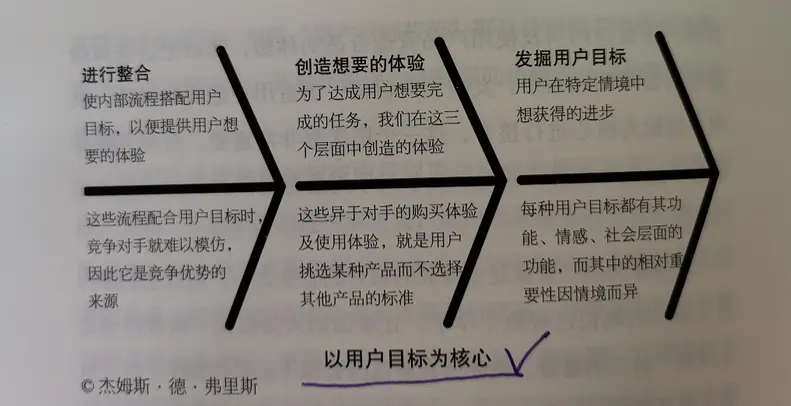 进行整合
使内部流程搭配用户
目标，以便提供用户想
要的体验
这些流程配合用户目标时，
竞争对手就难以模仿，
因此它是竞争优势的
来源
创造想要的体验
为了达成用户想要完
成的任务，我们在这三
个层面中创造的体验
这些异于对手的购买体验
及使用体验，就是用户
挑选某种产品而不选择
其他产品的标准
发掘用户目标
用户在特定情境中
想获得的进步
每种用户目标都有其功
能、情感、社会层面的
功能，而其中的相对重
要性因情境而异
以用户目标为核心
©杰姆斯·德·弗里斯